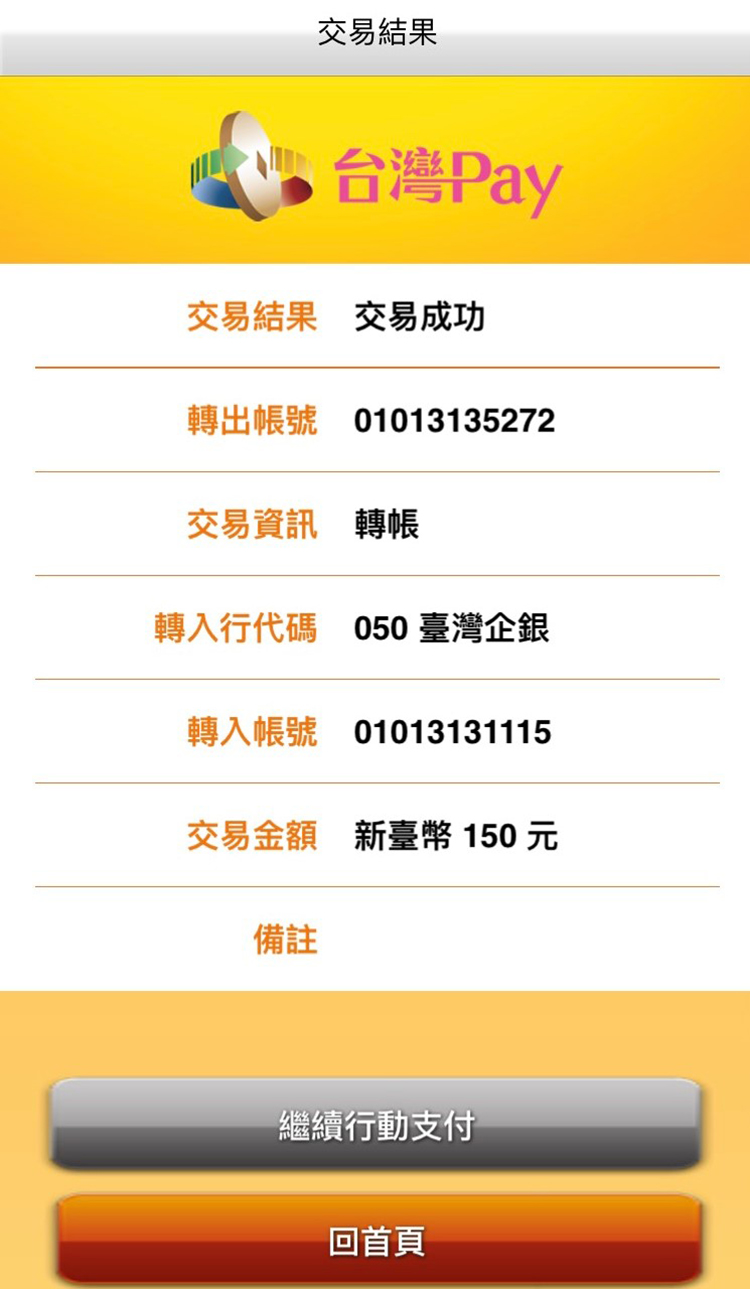 交易結果
台灣Pay
交易結果 交易成功
轉出帳號 01013135272
交易資訊 轉帳
轉入行代碼 050 臺灣企銀
轉入帳號 01013131115
交易金額 新臺幣 150 元
備註
繼續行動支付
回首頁